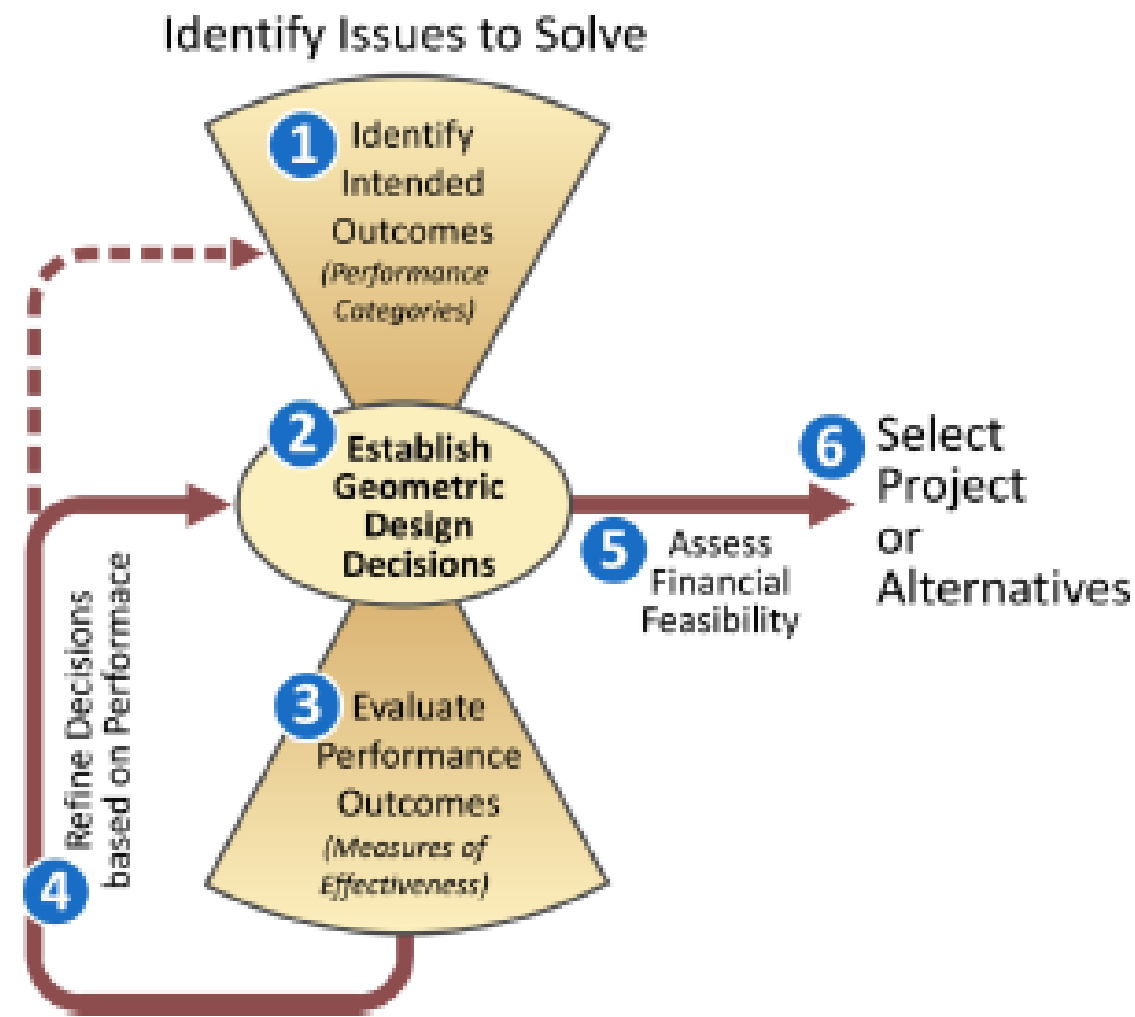 Identify Issues to Solve
1 Identify
Intended
Outcomes
(Performance
Categories)
2 Establish
Geometric
Design
Decisions
3 Evaluate
Performance
Outcomes
(Measures of
Effectiveness)
4 Refine Decisions
based on Performace
5 Assess
Financial
Feasibility
6 Select
Project
or
Alternatives